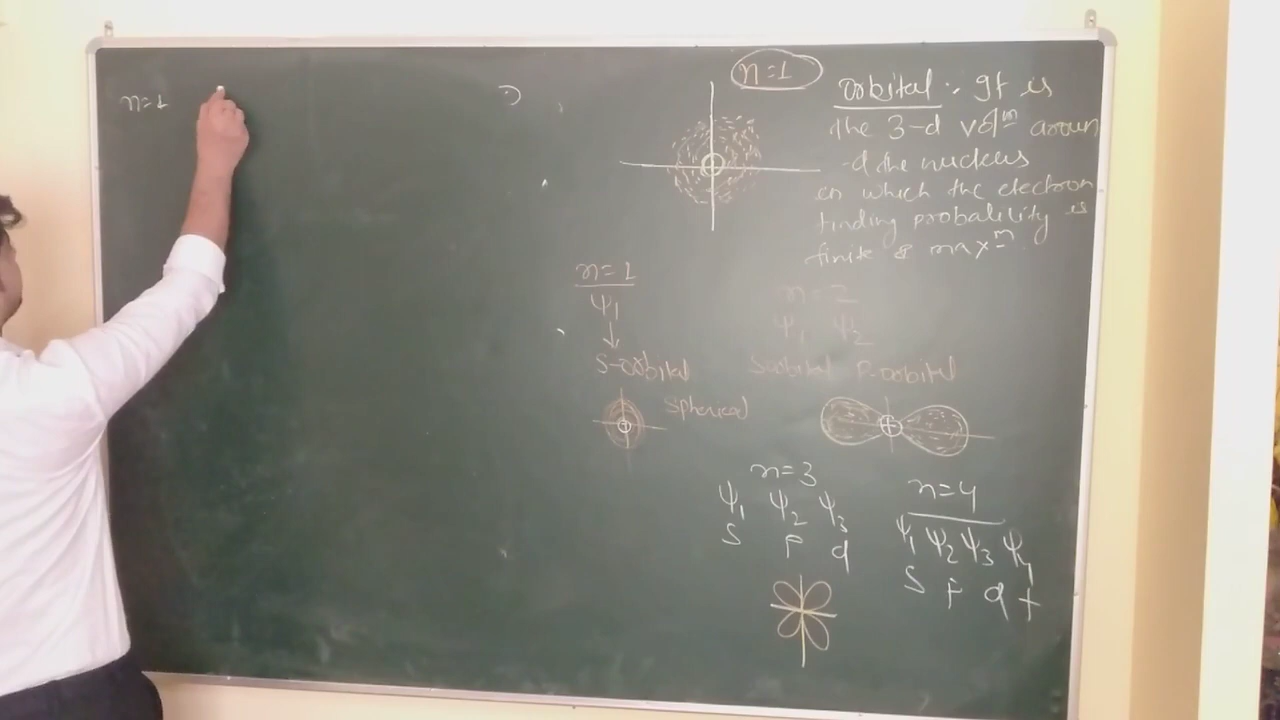 n=1
n=1
Orbital :- It is
the 3-d vol^m aroun
-d the nucleus
in which the electron
finding probability is
finite & max^m.
n=1
ψ1
S-orbital
Spherical
n=2
ψ1 ψ2
S-orbital P-orbital
n=3
ψ1 ψ2 ψ3
S P d
n=4
ψ1 ψ2 ψ3 ψ4
S P d f